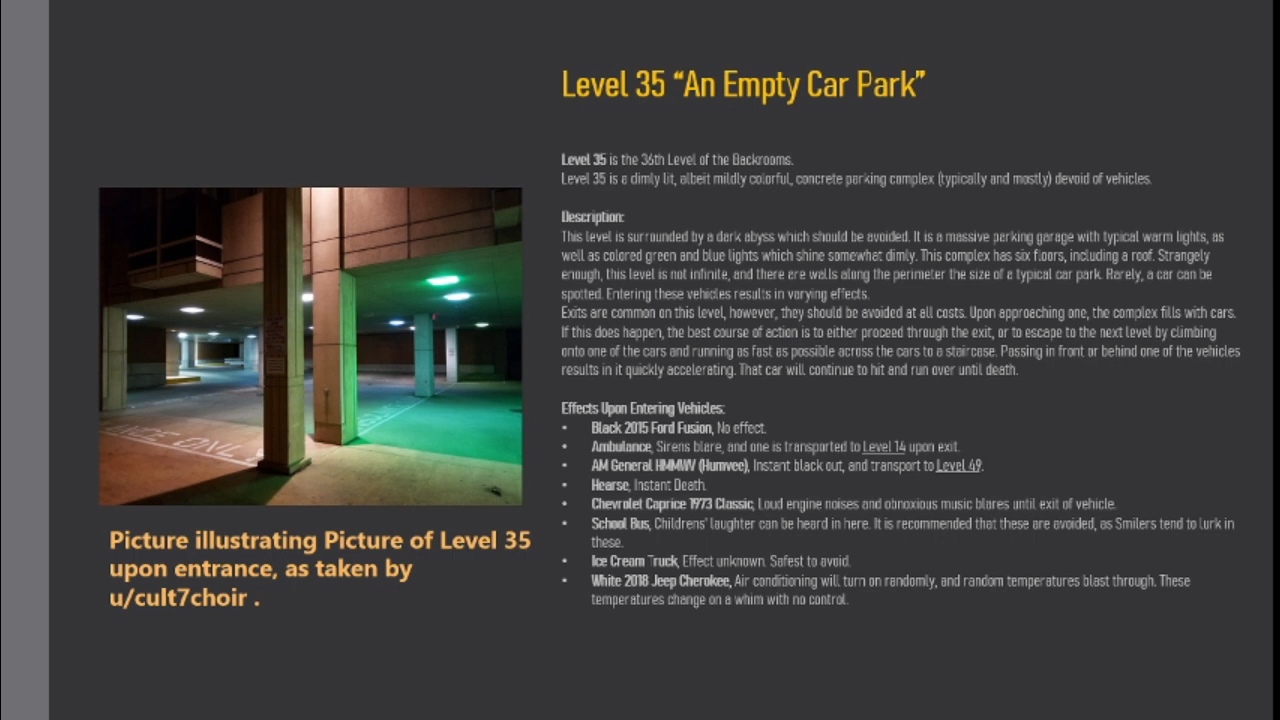 Level 35 “An Empty Car Park”
Level 35 is the 36th Level of the Backrooms.
Level 35 is a dimly lit, albeit mildly colorful, concrete parking complex (typically and mostly) devoid of vehicles.
Description:
This level is surrounded by a dark abyss which should be avoided. It is a massive parking garage with typical warm lights, as
well as colored green and blue lights which shine somewhat dimly. This complex has six floors, including a roof. Strangely
enough, this level is not infinite, and there are walls along the perimeter the size of a typical car park. Rarely, a car can be
spotted. Entering these vehicles results in varying effects.
Exits are common on this level, however, they should be avoided at all costs. Upon approaching one, the complex fills with cars.
If this does happen, the best course of action is to either proceed through the exit, or to escape to the next level by climbing
onto one of the cars and running as fast as possible across the cars to a staircase. Passing in front or behind one of the vehicles
results in it quickly accelerating. That car will continue to hit and run over until death.
Effects Upon Entering Vehicles:
• Black 2015 Ford Fusion, No effect.
• Ambulance, Sirens blare, and one is transported to Level 14 upon exit.
• AM General HMMWV (Humvee), Instant black out, and transport to Level 49.
• Hearse, Instant Death.
• Chevrolet Caprice 1973 Classic, Loud engine noises and obnoxious music blares until exit of vehicle.
• School Bus, Childrens’ laughter can be heard in here. It is recommended that these are avoided, as Smilers tend to lurk in
these.
• Ice Cream Truck, Effect unknown. Safest to avoid.
• White 2018 Jeep Cherokee, Air conditioning will turn on randomly, and random temperatures blast through. These
temperatures change on a whim with no control.
Picture illustrating Picture of Level 35
upon entrance, as taken by
u/cult7choir .